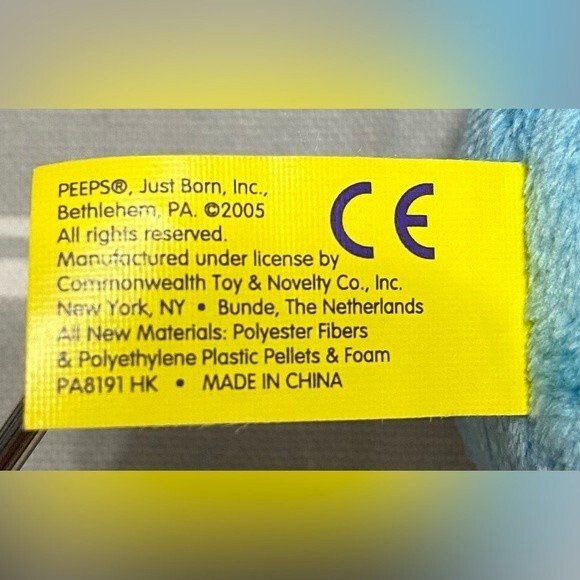 PEEPS®, Just Born, Inc.,
Bethlehem, PA. ©2005
All rights reserved.
Manufactured under license by
Commonwealth Toy & Novelty Co., Inc.
New York, NY • Bunde, The Netherlands
All New Materials: Polyester Fibers
& Polyethylene Plastic Pellets & Foam
PA8191 HK • MADE IN CHINA
CE